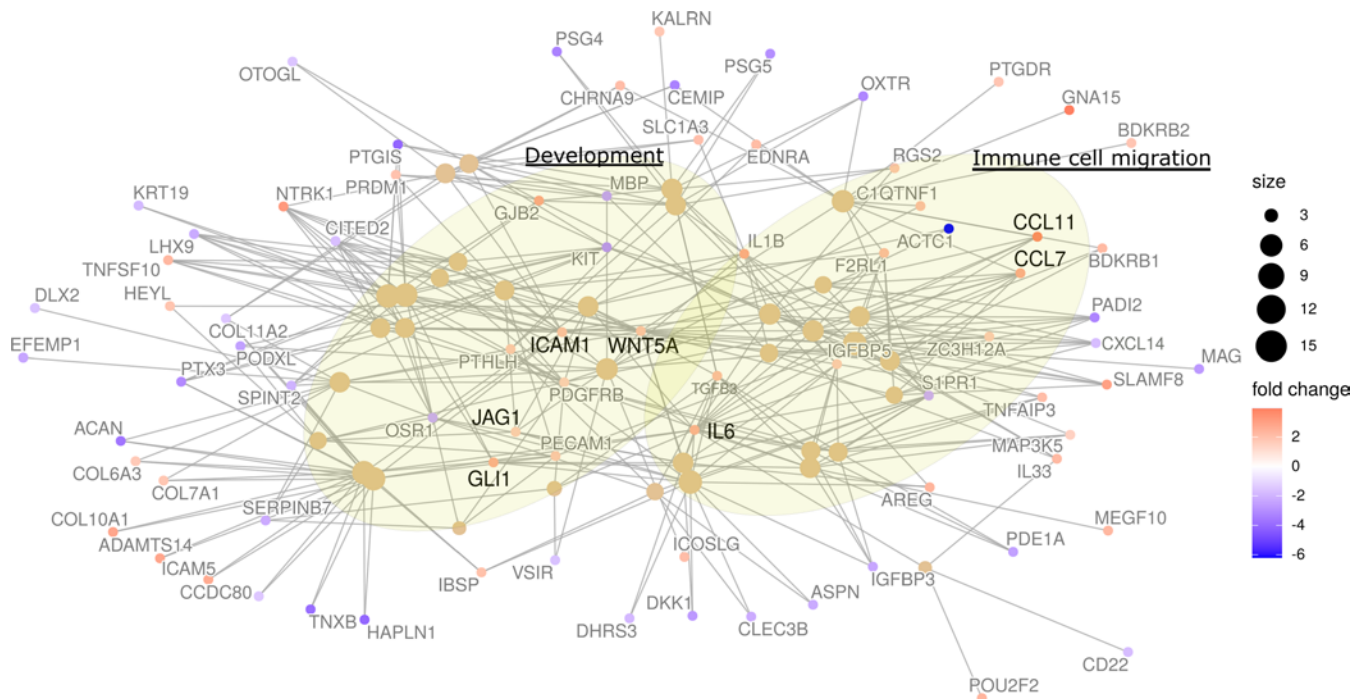 KALRN
PSG4
PSG5
OTOGL
CHRNA9
CEMIP
OXTR
PTGDR
GNA15
SLC1A3
BDKRB2
PTGIS
Development
EDNRA
RGS2
Immune cell migration
PRDM1
MBP
C1QTNF1
KRT19
NTRK1
GJB2
CITED2
IL1B
ACTC1
CCL11
LHX9
KIT
F2RL1
CCL7
BDKRB1
TNFSF10
HEYL
DLX2
PADI2
COL11A2
ICAM1
WNT5A
EFEMP1
PODXL
PTHLH
IGFBP5
ZC3H12A
CXCL14
MAG
PTX3
PDGFRB
TGFB3
S1PR1
SLAMF8
SPINT2
TNFAIP3
ACAN
OSR1
JAG1
IL6
MAP3K5
PECAM1
COL6A3
IL33
COL7A1
GLI1
AREG
SERPINB7
MEGF10
COL10A1
ADAMTS14
ICOSLG
PDE1A
ICAM5
VSIR
IGFBP3
CCDC80
IBSP
ASPN
TNXB
HAPLN1
DHRS3
DKK1
CLEC3B
CD22
POU2F2
size
3
6
9
12
15
fold change
2
0
-2
-4
-6